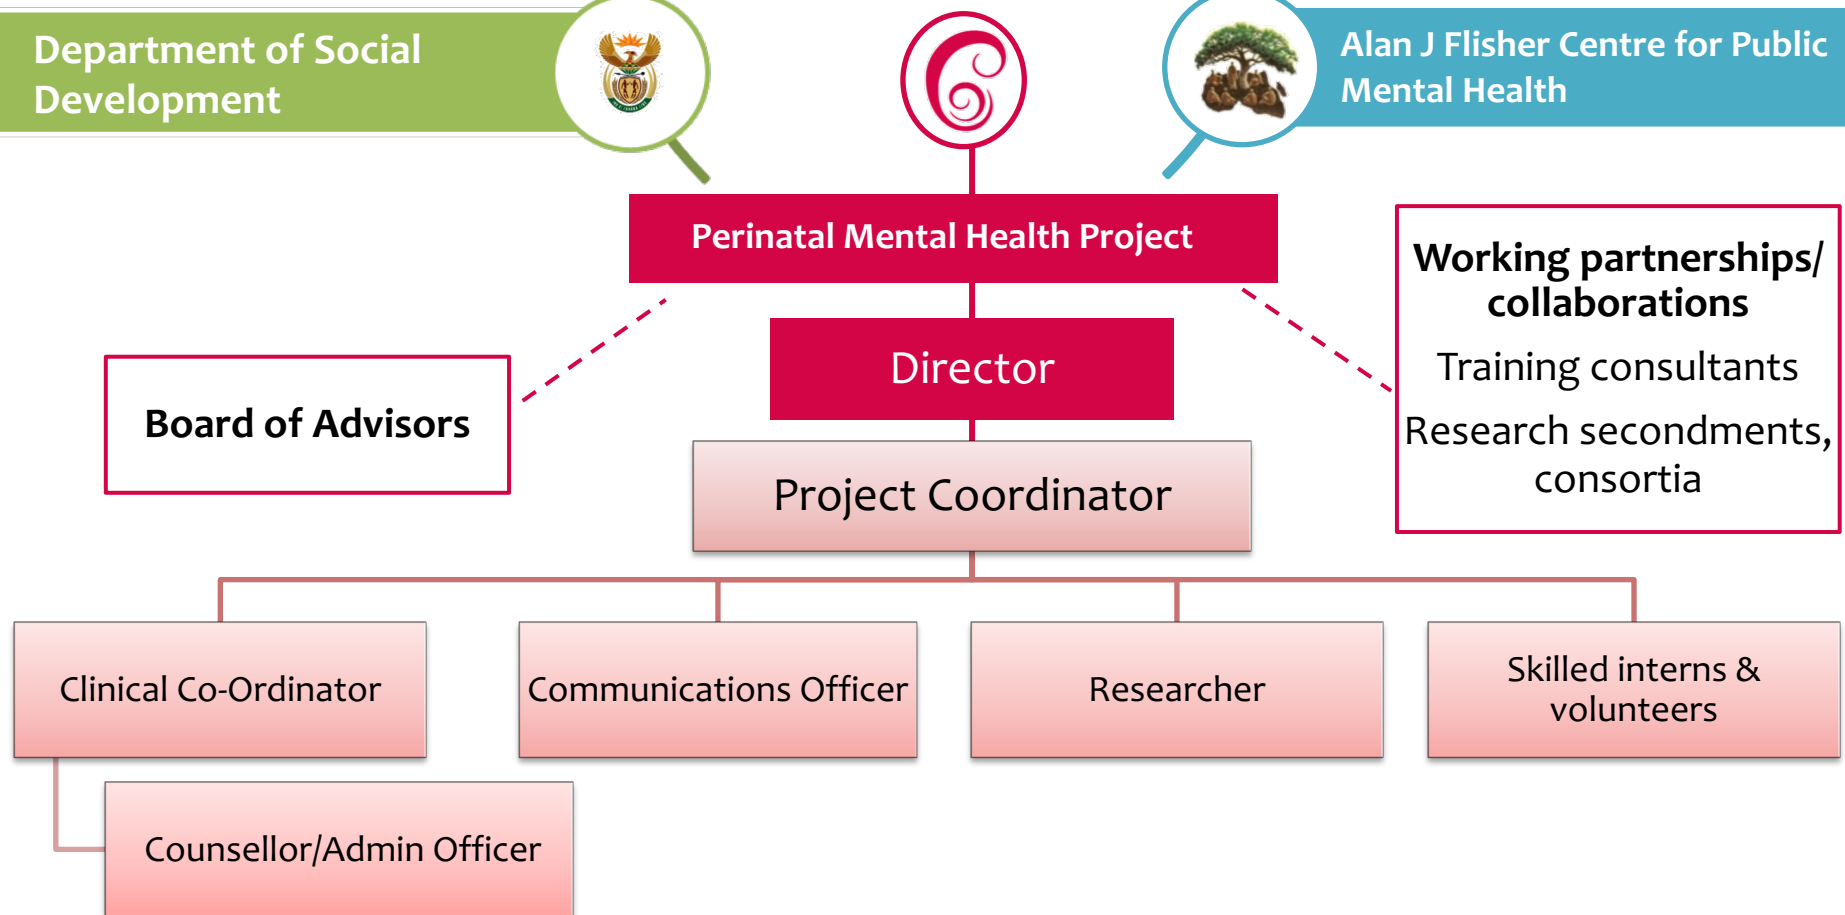 Department of Social
Development
Alan J Flisher Centre for Public
Mental Health
Perinatal Mental Health Project
Working partnerships/
collaborations
Training consultants
Research secondments,
consortia
Director
Board of Advisors
Project Coordinator
Clinical Co-Ordinator
Communications Officer
Researcher
Skilled interns &
volunteers
Counsellor/Admin Officer